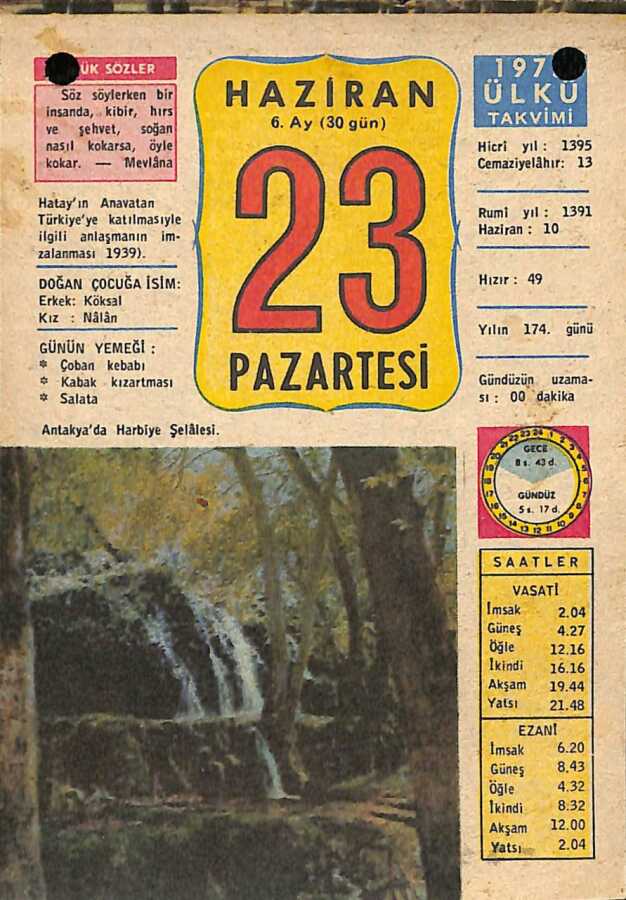 ÜK SÖZLER
Söz söylerken bir
insanda, kibir, hırs
ve şehvet, soğan
nasıl kokarsa, öyle
kokar. — Mevlâna
Hatay'ın Anavatan
Türkiye'ye katılmasıyle
ilgili anlaşmanın im-
zalanması 1939).
DOĞAN ÇOCUĞA İSİM:
Erkek: Köksal
Kız : Nâlân
GÜNÜN YEMEĞİ :
* Çoban kebabı
* Kabak kızartması
* Salata
HAZİRAN
6. Ay (30 gün)
23
PAZARTESİ
197
ÜLKÜ
TAKVİMİ
Hicrî yıl : 1395
Cemaziyelâhır: 13
Rumî yıl : 1391
Haziran : 10
Hızır : 49
Yılın 174. günü
Gündüzün uzama-
sı : 00 dakika
Antakya'da Harbiye Şelâlesi.
GECE
8 s. 43 d.
GÜNDÜZ
5 s. 17 d.
SAATLER
VASATİ
İmsak 2.04
Güneş 4.27
Öğle 12.16
İkindi 16.16
Akşam 19.44
Yatsı 21.48
EZANÎ
İmsak 6.20
Güneş 8.43
Öğle 4.32
İkindi 8.32
Akşam 12.00
Yatsı 2.04